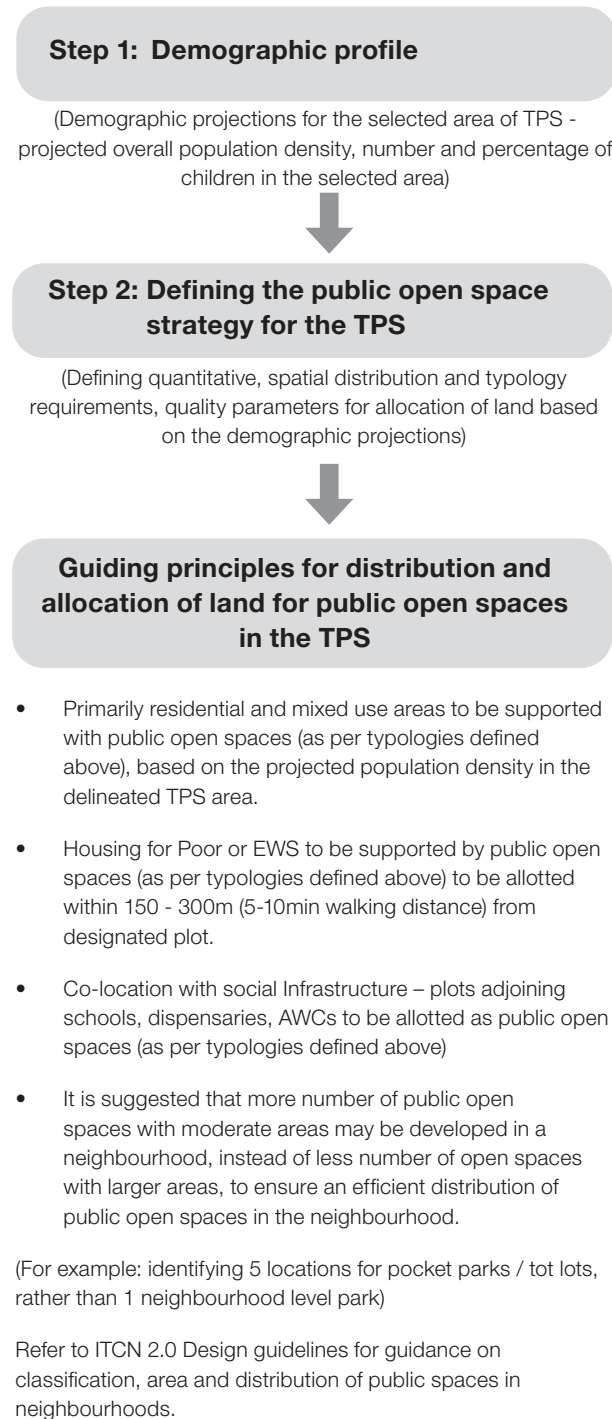 Step 1: Demographic profile
(Demographic projections for the selected area of TPS -
projected overall population density, number and percentage of
children in the selected area)
Step 2: Defining the public open space
strategy for the TPS
(Defining quantitative, spatial distribution and typology
requirements, quality parameters for allocation of land based
on the demographic projections)
Guiding principles for distribution and
allocation of land for public open spaces
in the TPS
• Primarily residential and mixed use areas to be supported
with public open spaces (as per typologies defined
above), based on the projected population density in the
delineated TPS area.
• Housing for Poor or EWS to be supported by public open
spaces (as per typologies defined above) to be allotted
within 150 - 300m (5-10min walking distance) from
designated plot.
• Co-location with social Infrastructure – plots adjoining
schools, dispensaries, AWCs to be allotted as public open
spaces (as per typologies defined above)
• It is suggested that more number of public open
spaces with moderate areas may be developed in a
neighbourhood, instead of less number of open spaces
with larger areas, to ensure an efficient distribution of
public open spaces in the neighbourhood.
(For example: identifying 5 locations for pocket parks / tot lots,
rather than 1 neighbourhood level park)
Refer to ITCN 2.0 Design guidelines for guidance on
classification, area and distribution of public spaces in
neighbourhoods.